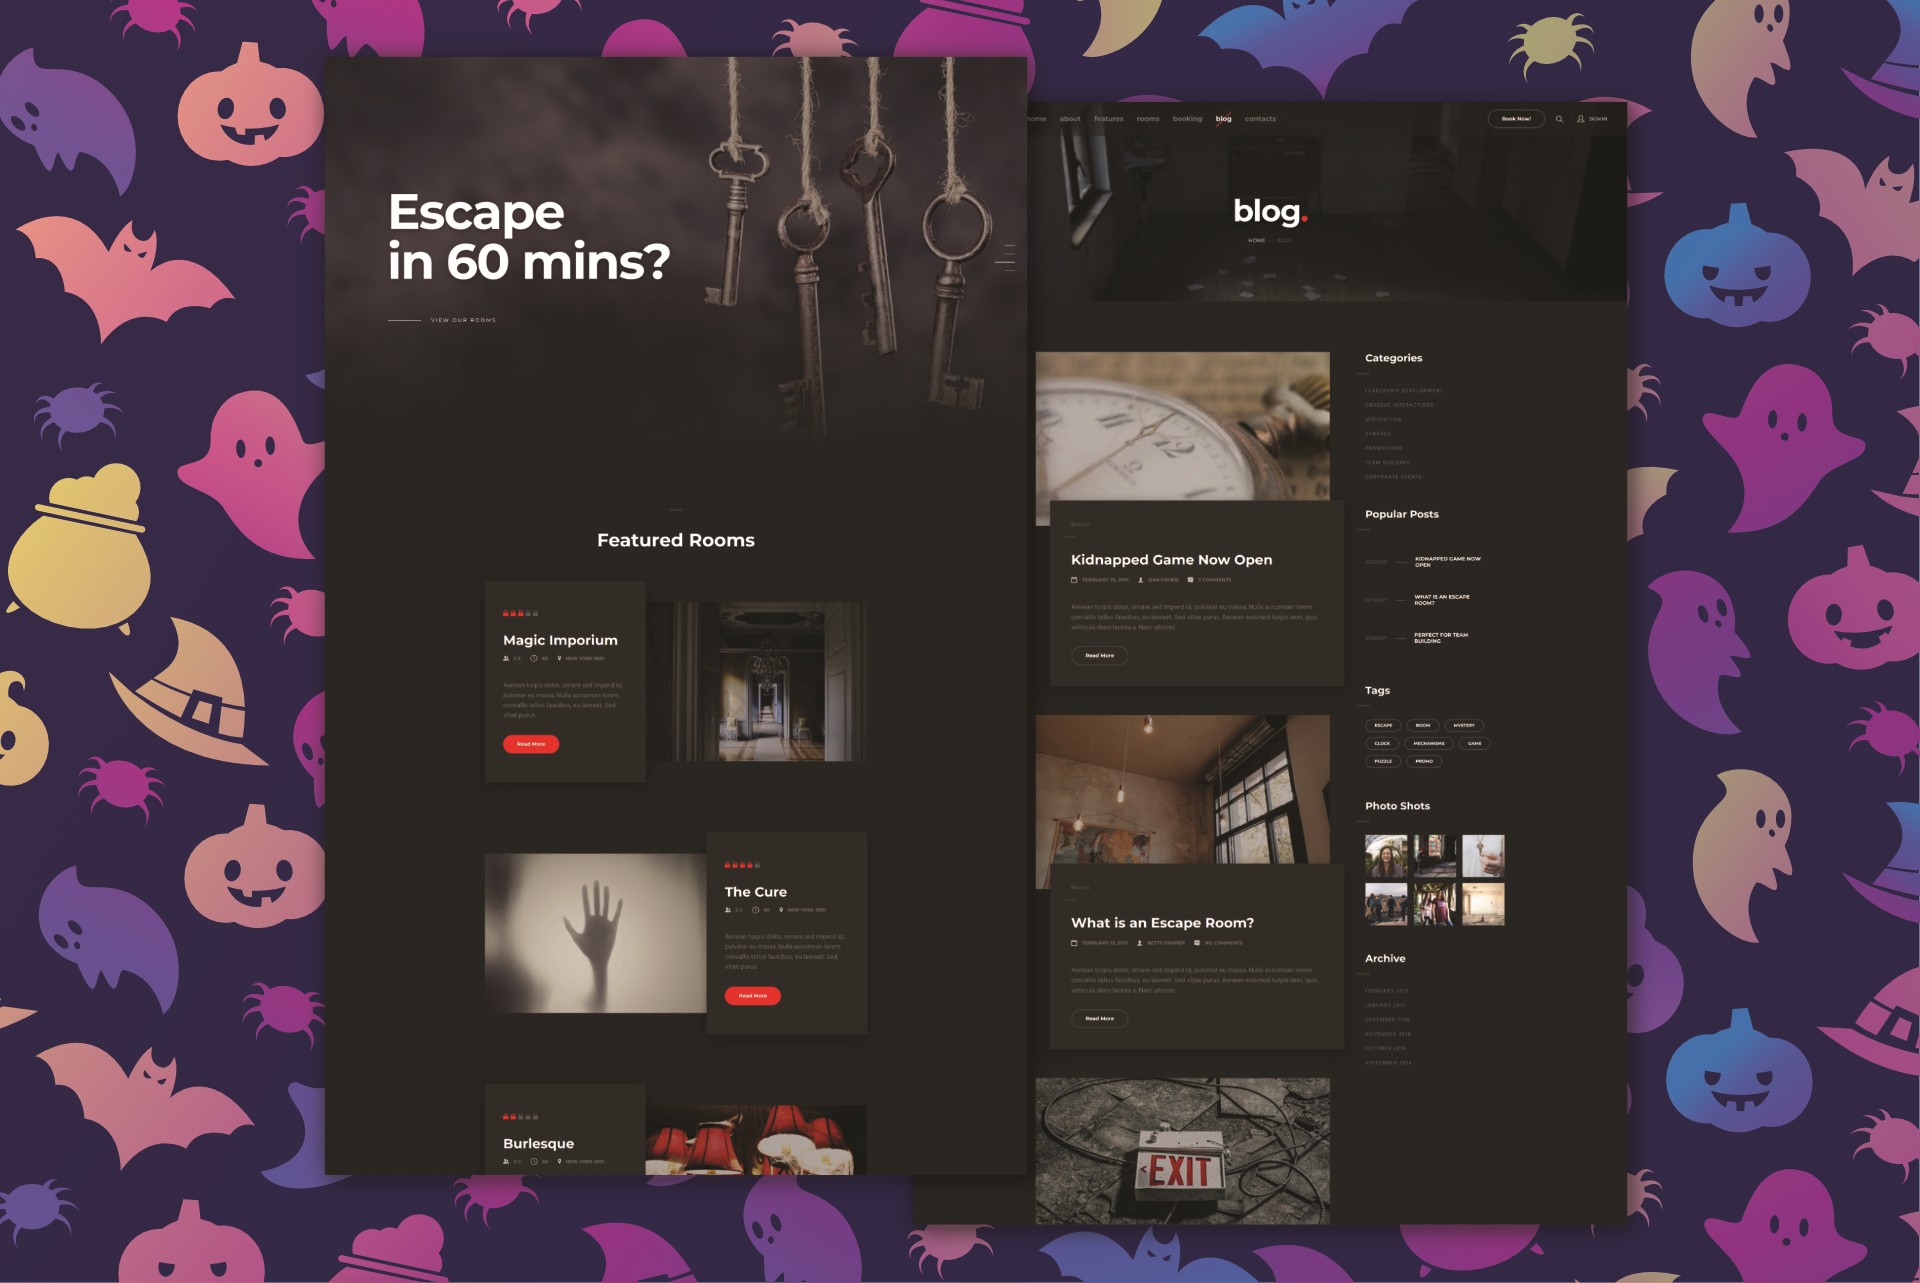 Escape
in 60 mins?
VIEW OUR ROOMS
Featured Rooms
Magic Imporium
NEW YORK 3001
Aenean turpis dolor, ornare sed imperd id,
pulvinar eu massa. Nulla accumsan lorem
convallis tellus faucibus, eu laoreet. Sed
vitae purus.
Read More
The Cure
NEW YORK 3001
Aenean turpis dolor, ornare sed imperd id,
pulvinar eu massa. Nulla accumsan lorem
convallis tellus faucibus, eu laoreet. Sed
vitae purus.
Read More
Burlesque
NEW YORK 3001
home about features rooms booking blog contacts
Book Now!
SIGN IN
blog.
HOME — BLOG
12
Kidnapped Game Now Open
FEBRUARY 25, 2017 DAN FISHER 3 COMMENTS
Aenean turpis dolor, ornare sed imperd id, pulvinar eu massa. Nulla accumsan lorem
convallis tellus faucibus, eu laoreet. Sed vitae purus. Aenean euismod turpis sem, quis
vehicula diam lacinia a. Nam ultrices.
Read More
What is an Escape Room?
FEBRUARY 13, 2017 BETTY DRAPER NO COMMENTS
Aenean turpis dolor, ornare sed imperd id, pulvinar eu massa. Nulla accumsan lorem
convallis tellus faucibus, eu laoreet. Sed vitae purus. Aenean euismod turpis sem, quis
vehicula diam lacinia a. Nam ultrices.
Read More
EXIT
Categories
LEADERSHIP DEVELOPMENT
OBSERVE INTERACTIONS
MOTIVATION
SYNERGY
PROMOTIONS
TEAM BUILDING
CORPORATE EVENTS
Popular Posts
KIDNAPPED GAME NOW
OPEN
WHAT IS AN ESCAPE
ROOM?
PERFECT FOR TEAM
BUILDING
Tags
ESCAPE ROOM MYSTERY
CLOCK MECHANISMS GAME
PUZZLE PROMO
Photo Shots
Archive
FEBRUARY 2017
JANUARY 2017
DECEMBER 2016
NOVEMBER 2016
OCTOBER 2016
SEPTEMBER 2016